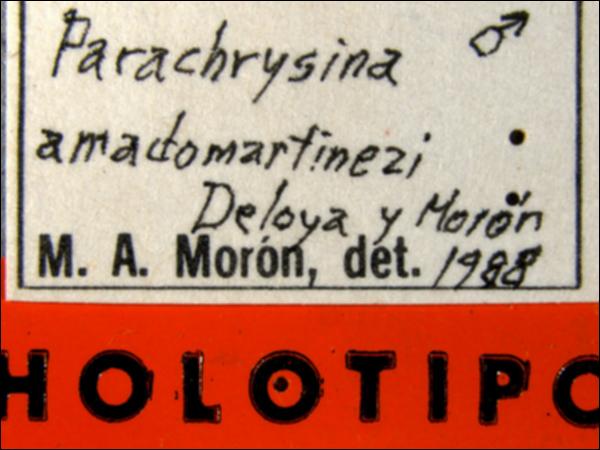 Parachrysina ♂
amadomartinezi
Deloya y Morón
M. A. Morón, det. 1988
HOLOTIPO